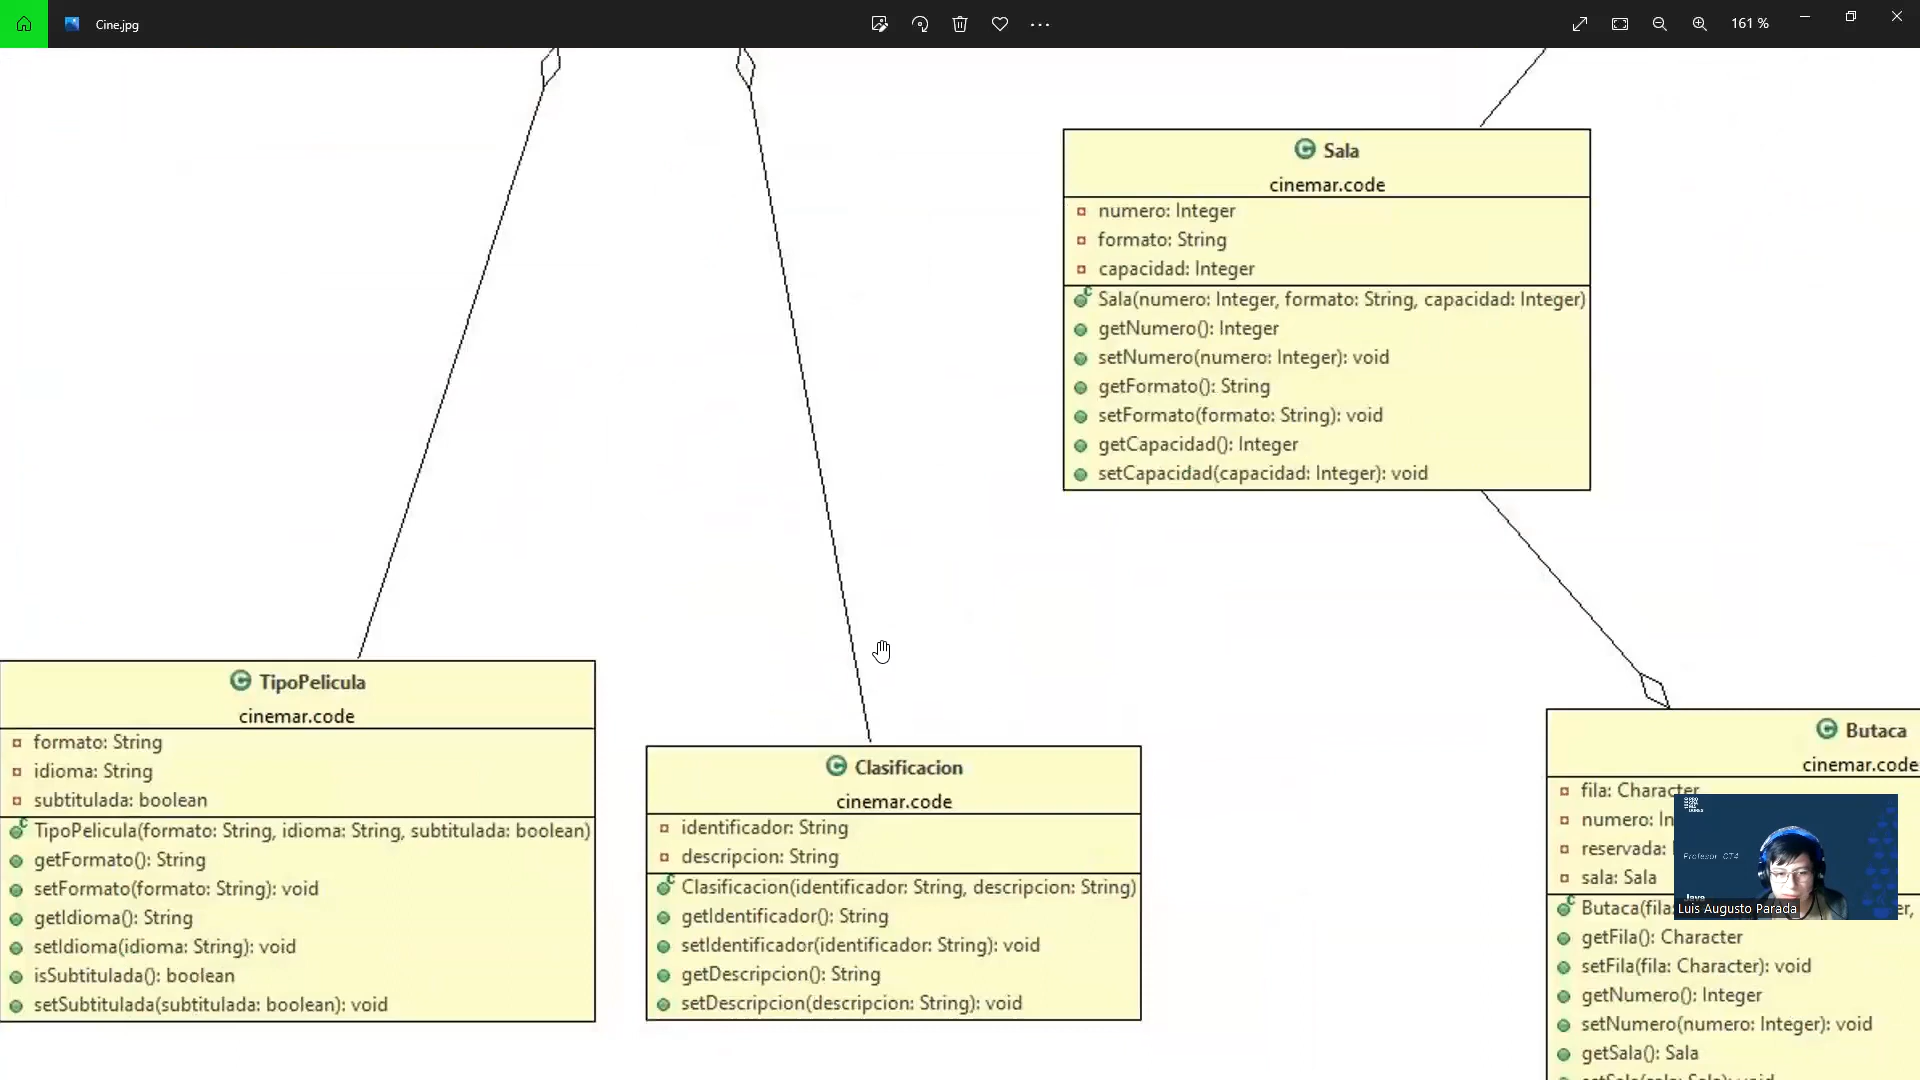 Cine.jpg
161 %
Sala
cinemar.code
numero: Integer
formato: String
capacidad: Integer
Sala(numero: Integer, formato: String, capacidad: Integer)
getNumero(): Integer
setNumero(numero: Integer): void
getFormato(): String
setFormato(formato: String): void
getCapacidad(): Integer
setCapacidad(capacidad: Integer): void
TipoPelicula
cinemar.code
formato: String
idioma: String
subtitulada: boolean
TipoPelicula(formato: String, idioma: String, subtitulada: boolean)
getFormato(): String
setFormato(formato: String): void
getIdioma(): String
setIdioma(idioma: String): void
isSubtitulada(): boolean
setSubtitulada(subtitulada: boolean): void
Clasificacion
cinemar.code
identificador: String
descripcion: String
Clasificacion(identificador: String, descripcion: String)
getIdentificador(): String
setIdentificador(identificador: String): void
getDescripcion(): String
setDescripcion(descripcion: String): void
Butaca
cinemar.code
fila: Character
numero: In
reservada:
sala: Sala
Butaca(fila
getFila(): Character
setFila(fila: Character): void
getNumero(): Integer
setNumero(numero: Integer): void
getSala(): Sala
Profesor CT4
Java
Luis Augusto Parada